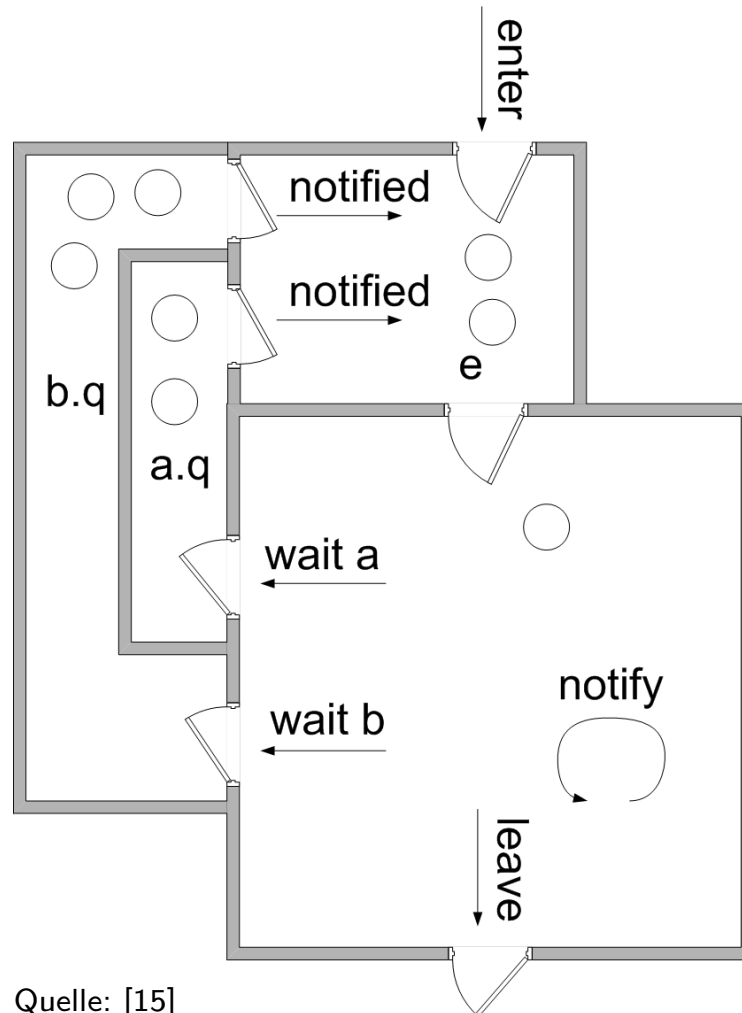 enter
notified
notified
e
b.q
a.q
wait a
notify
wait b
leave
Quelle: [15]